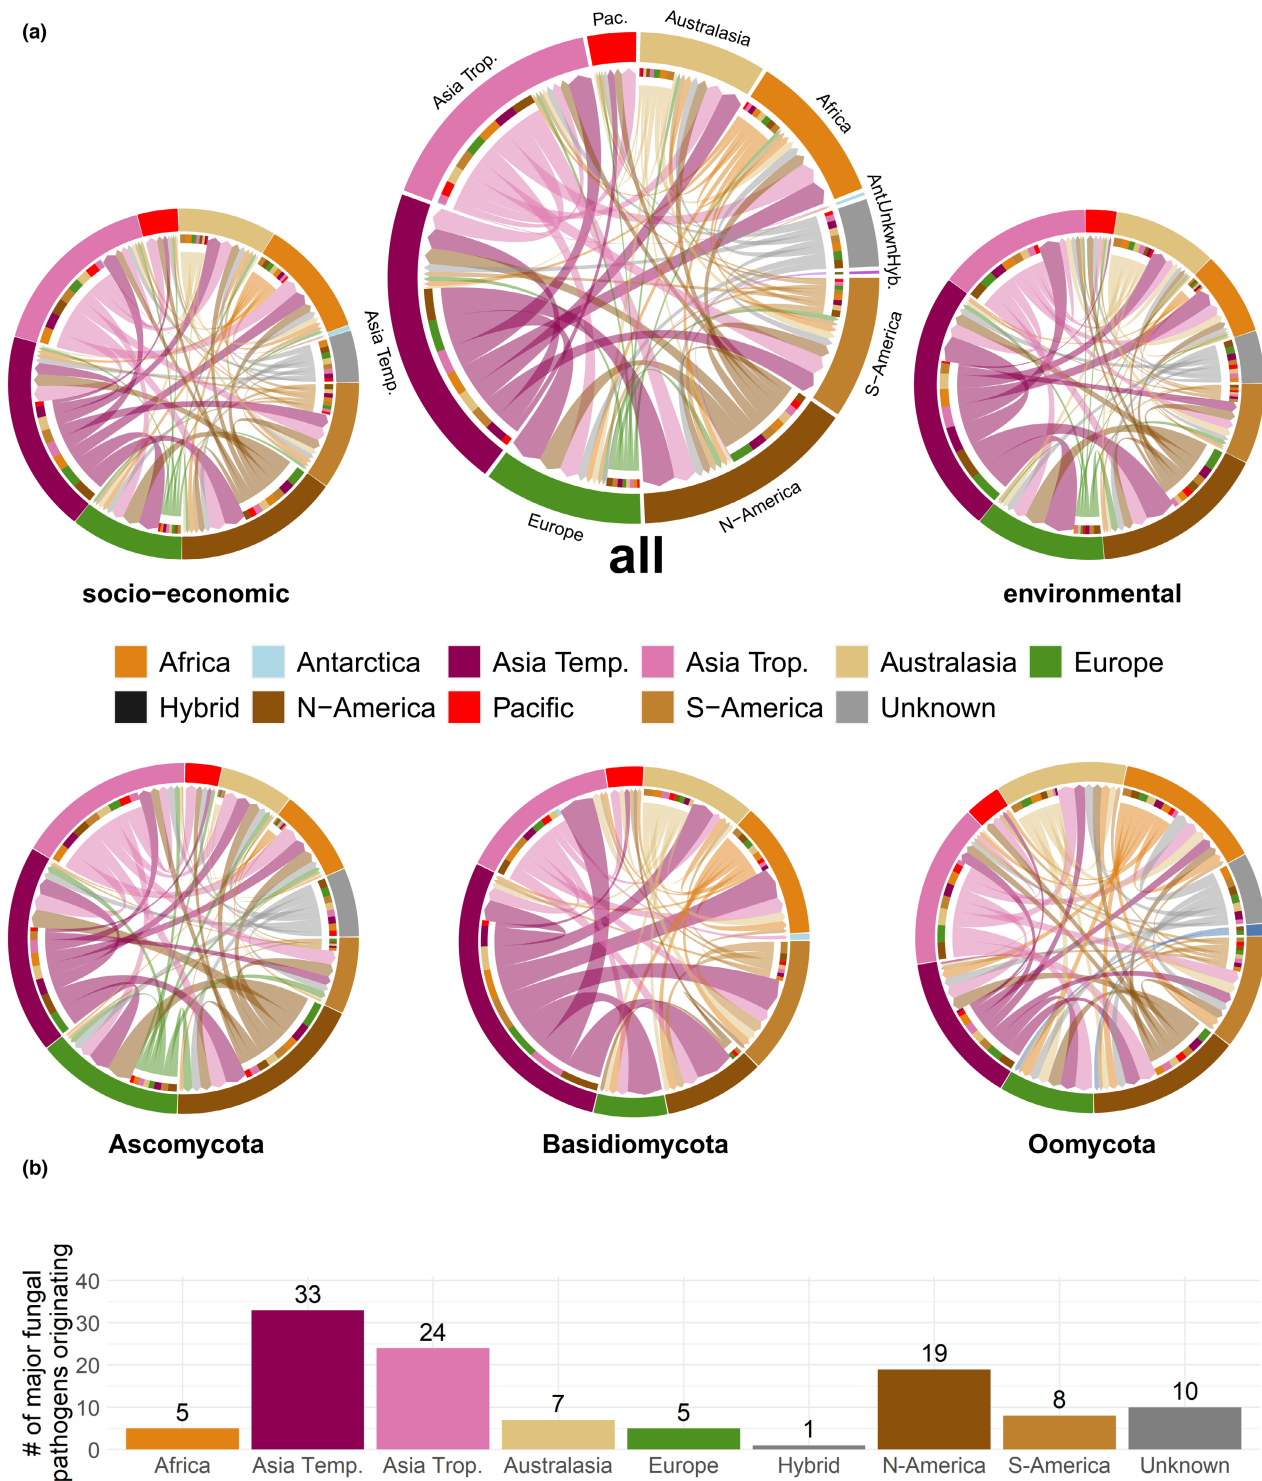 (a)
Pac.
Australasia
Asia Trop.
Africa
Ant.
Unkwn
Hyb.
Asia Temp.
S−America
Europe
N−America
all
socio−economic
environmental
Africa
Antarctica
Asia Temp.
Asia Trop.
Australasia
Europe
Hybrid
N−America
Pacific
S−America
Unknown
Ascomycota
Basidiomycota
Oomycota
(b)
# of major fungal
pathogens originating
40
30
20
10
0
5
33
24
7
5
1
19
8
10
Africa
Asia Temp.
Asia Trop.
Australasia
Europe
Hybrid
N-America
S-America
Unknown